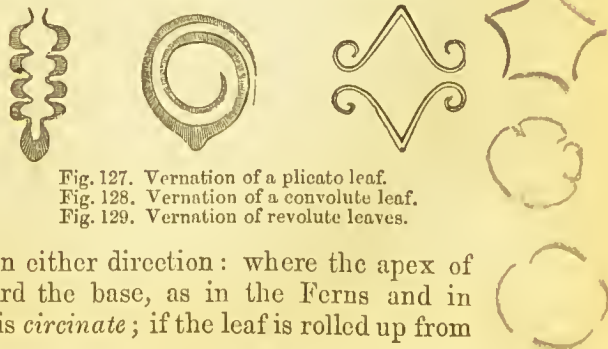 Fig. 127. Vernation of a plicato leaf.
Fig. 128. Vernation of a convolute leaf.
Fig. 129. Vernation of revolute leaves.
n either direction: where the apex of
rd the base, as in the Ferns and in
is circinate; if the leaf is rolled up from